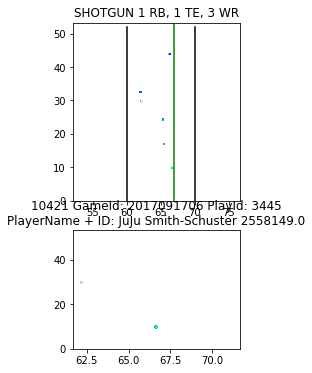 SHOTGUN 1 RB, 1 TE, 3 WR
50
40
30
20
10
0
55 60 65 70 75
10421 GameId: 2017091706 PlayId: 3445
PlayerName + ID: JuJu Smith-Schuster 2558149.0
40
20
0
62.5 65.0 67.5 70.0